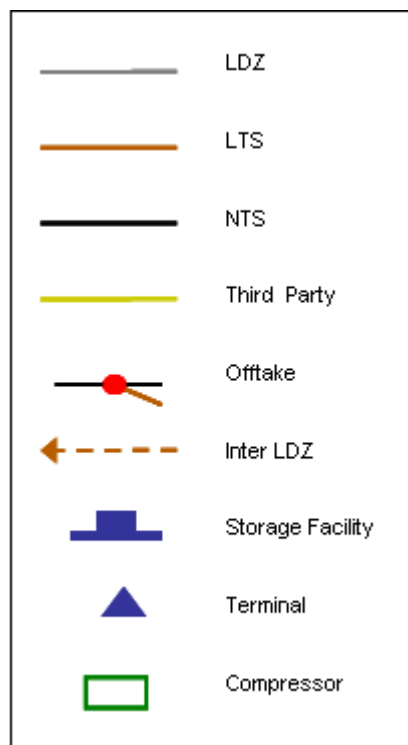 LDZ
LTS
NTS
Third Party
Offtake
Inter LDZ
Storage Facility
Terminal
Compressor